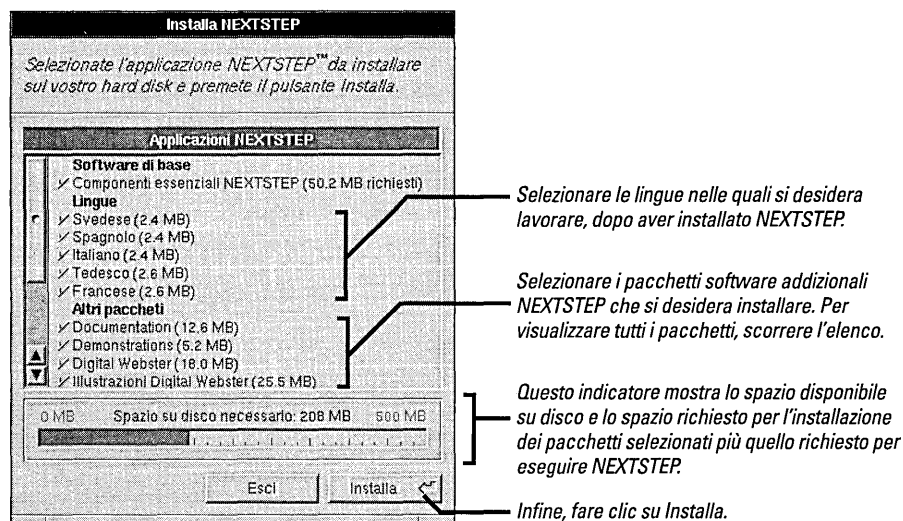 Installa NEXTSTEP
Selezionate l'applicazione NEXTSTEP™ da installare
sul vostro hard disk e premete il pulsante Installa.
Applicazioni NEXTSTEP
Software di base
✓ Componenti essenziali NEXTSTEP (50.2 MB richiesti)
Lingue
✓ Svedese (2.4 MB)
✓ Spagnolo (2.4 MB)
✓ Italiano (2.4 MB)
✓ Tedesco (2.6 MB)
✓ Francese (2.6 MB)
Altri paccheti
✓ Documentation (12.6 MB)
✓ Demonstrations (5.2 MB)
✓ Digital Webster (18.0 MB)
✓ Illustrazioni Digital Webster (25.5 MB)
0 MB Spazio su disco necessario: 208 MB 500 MB
Esci Installa
Selezionare le lingue nelle quali si desidera
lavorare, dopo aver installato NEXTSTEP.
Selezionare i pacchetti software addizionali
NEXTSTEP che si desidera installare. Per
visualizzare tutti i pacchetti, scorrere l'elenco.
Questo indicatore mostra lo spazio disponibile
su disco e lo spazio richiesto per l'installazione
dei pacchetti selezionati più quello richiesto per
eseguire NEXTSTEP.
Infine, fare clic su Installa.